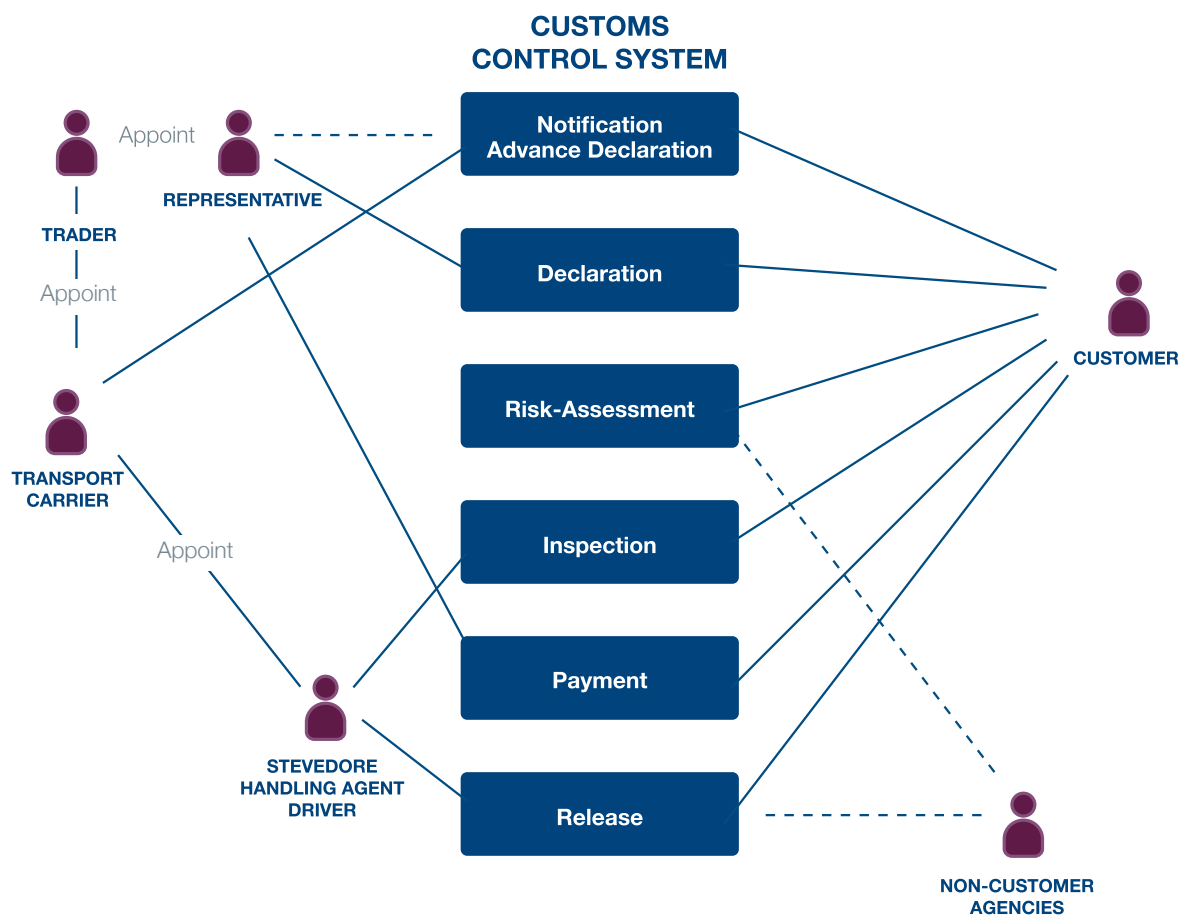 CUSTOMS
CONTROL SYSTEM
Notification
Advance Declaration
Appoint
REPRESENTATIVE
TRADER
Declaration
Appoint
CUSTOMER
Risk-Assessment
TRANSPORT
CARRIER
Inspection
Appoint
Payment
STEVEDORE
HANDLING AGENT
DRIVER
Release
NON-CUSTOMER
AGENCIES